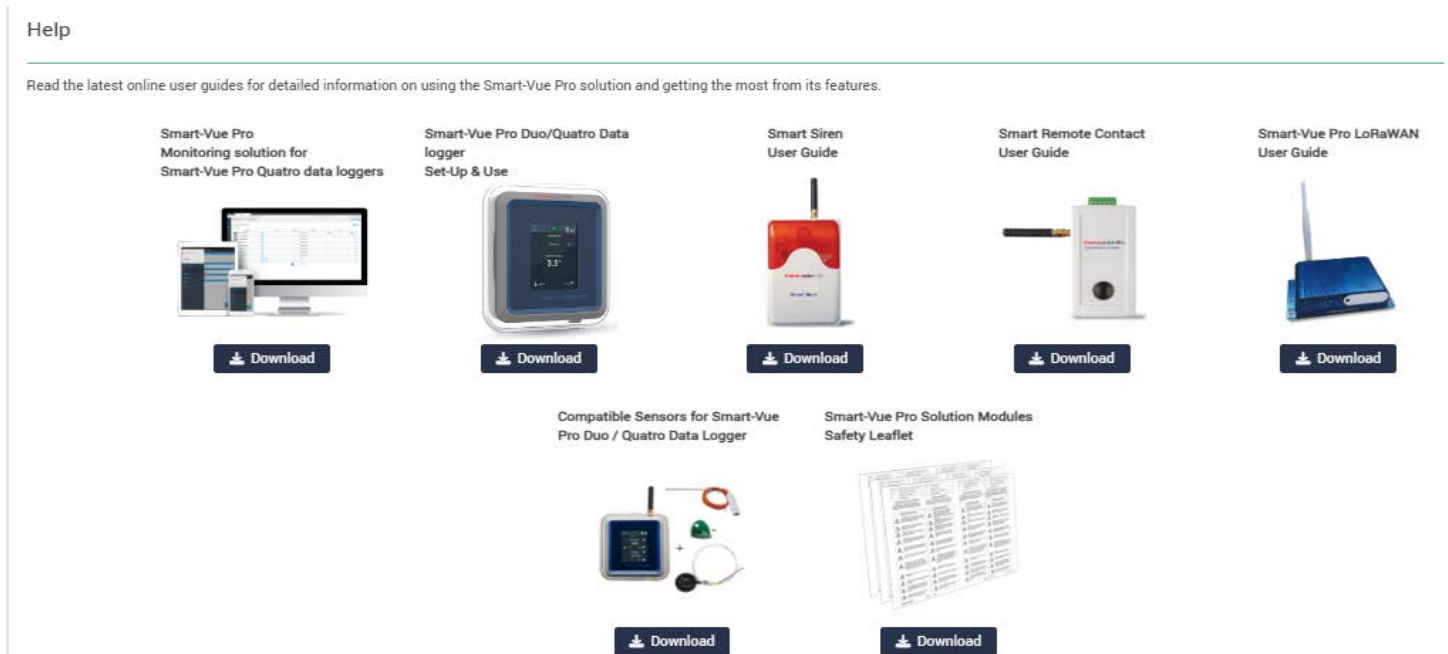 Help
Read the latest online user guides for detailed information on using the Smart-Vue Pro solution and getting the most from its features.
Smart-Vue Pro
Monitoring solution for
Smart-Vue Pro Quatro data loggers
Download
Smart-Vue Pro Duo/Quatro Data
logger
Set-Up & Use
3.5°
Download
Smart Siren
User Guide
Smart Siren
Download
Smart Remote Contact
User Guide
Download
Smart-Vue Pro LoRaWAN
User Guide
Download
Compatible Sensors for Smart-Vue
Pro Duo / Quatro Data Logger
+
Download
Smart-Vue Pro Solution Modules
Safety Leaflet
Download